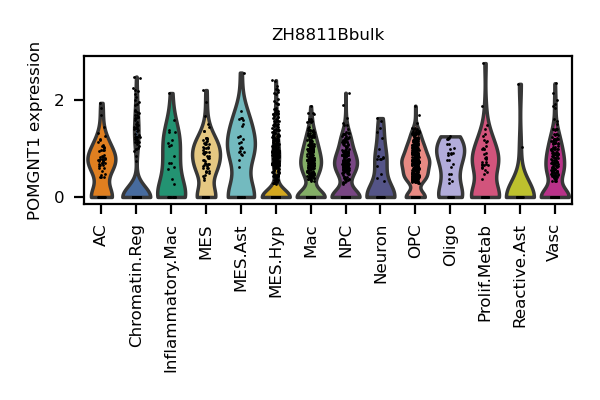 ZH8811Bbulk
POMGNT1 expression
2
0
AC
Chromatin.Reg
Inflammatory.Mac
MES
MES.Ast
MES.Hyp
Mac
NPC
Neuron
OPC
Oligo
Prolif.Metab
Reactive.Ast
Vasc